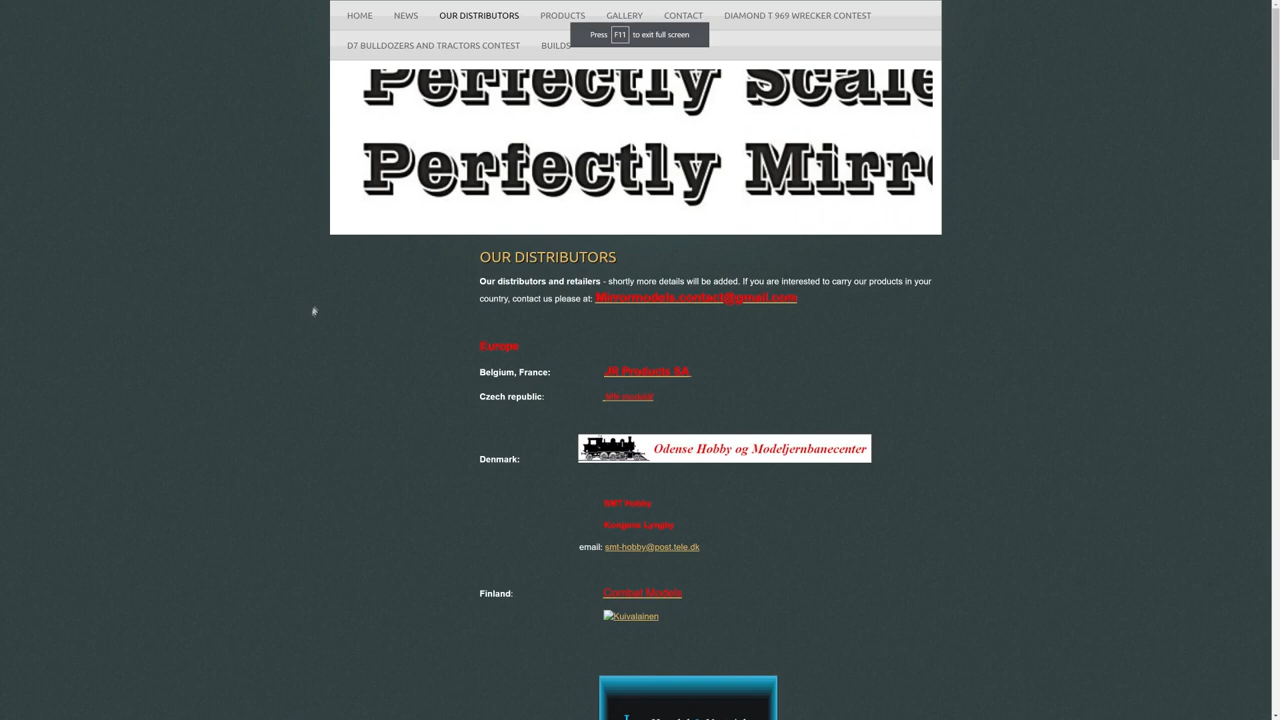 HOME NEWS OUR DISTRIBUTORS PRODUCTS GALLERY CONTACT DIAMOND T 969 WRECKER CONTEST
Press F11 to exit full screen
D7 BULLDOZERS AND TRACTORS CONTEST BUILDS
Perfectly Scale
Perfectly Mirr
OUR DISTRIBUTORS
Our distributors and retailers - shortly more details will be added. If you are interested to carry our products in your
country, contact us please at: Mirrormodels.contact@gmail.com
Europe
Belgium, France: JR Products SA
Czech republic:
Odense Hobby og Modeljernbanecenter
Denmark:
SMT Hobby
Kongens Lyngby
email: smt-hobby@post.tele.dk
Finland: Combat Models
Kuivalainen